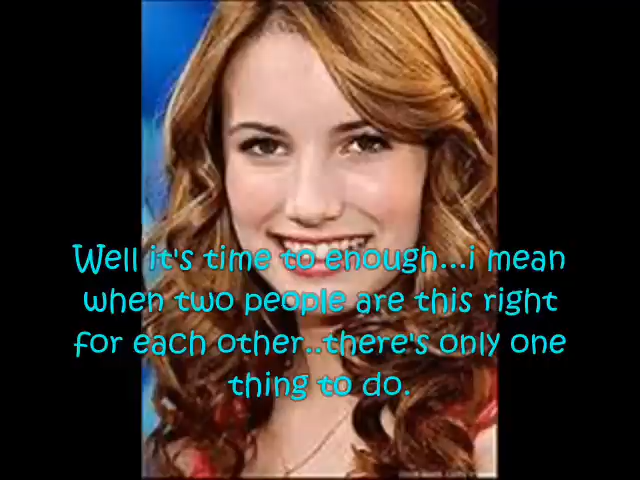 Well it's time to enough...i mean
when two people are this right
for each other..there's only one
thing to do.